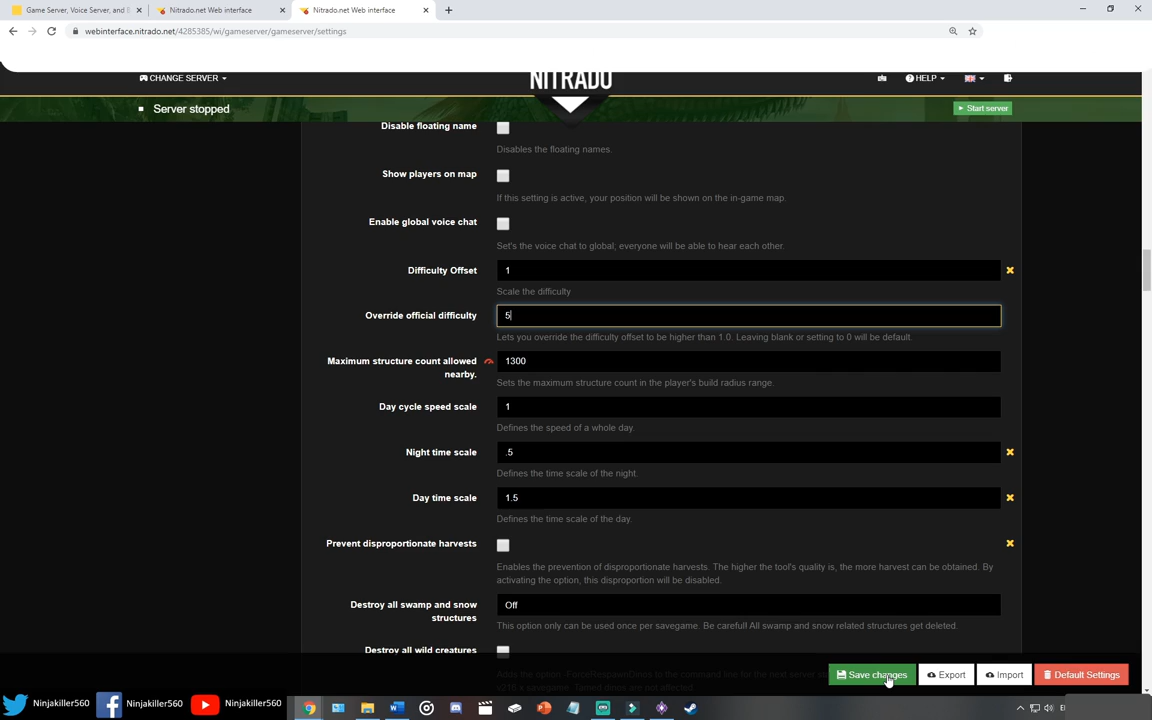 Game Server, Voice Server, and
Nitrado.net Web interface
Nitrado.net Web interface
webinterface.nitrado.net/4285385/wi/gameserver/gameserver/settings
CHANGE SERVER
NITRADO
HELP
Server stopped
Start server
Disable floating name
Disables the floating names.
Show players on map
If this setting is active, your position will be shown on the in-game map.
Enable global voice chat
Set's the voice chat to global; everyone will be able to hear each other.
Difficulty Offset
1
Scale the difficulty
Override official difficulty
5
Lets you override the difficulty offset to be higher than 1.0. Leaving blank or setting to 0 will be default.
Maximum structure count allowed nearby.
1300
Sets the maximum structure count in the player's build radius range.
Day cycle speed scale
1
Defines the speed of a whole day.
Night time scale
.5
Defines the time scale of the night.
Day time scale
1.5
Defines the time scale of the day.
Prevent disproportionate harvests
Enables the prevention of disproportionate harvests. The higher the tool's quality is, the more harvest can be obtained. By
activating the option, this disproportion will be disabled.
Destroy all swamp and snow structures
Off
This option only can be used once per savegame. Be careful! All swamp and snow related structures get deleted.
Destroy all wild creatures
Save changes
Export
Import
Default Settings
Ninjakiller560
Ninjakiller560
Ninjakiller560